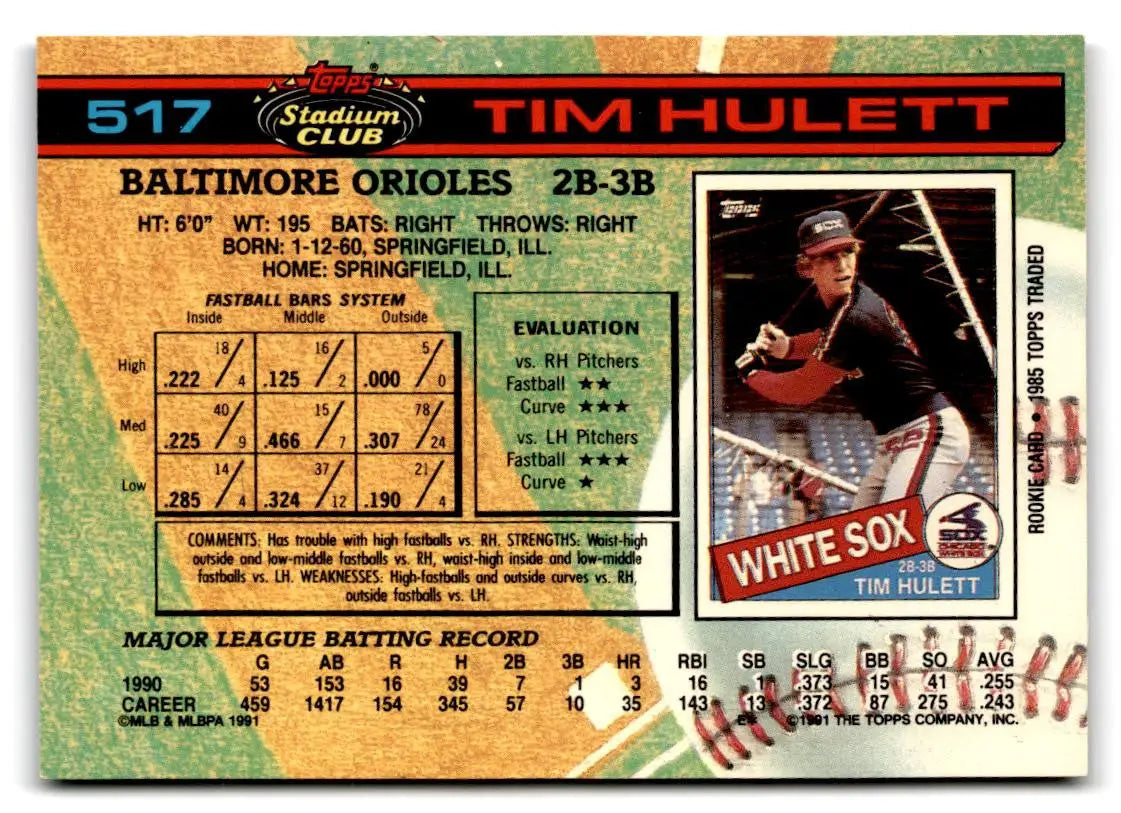 517
Topps®
Stadium
CLUB
TIM HULETT
BALTIMORE ORIOLES 2B-3B
HT: 6'0" WT: 195 BATS: RIGHT THROWS: RIGHT
BORN: 1-12-60, SPRINGFIELD, ILL.
HOME: SPRINGFIELD, ILL.
FASTBALL BARS SYSTEM
Inside Middle Outside
High .222 18/4 .125 16/2 .000 5/0
Med .225 40/9 .466 15/7 .307 78/24
Low .285 14/4 .324 37/12 .190 21/4
EVALUATION
vs. RH Pitchers
Fastball ★★
Curve ★★★
vs. LH Pitchers
Fastball ★★★
Curve ★
COMMENTS: Has trouble with high fastballs vs. RH. STRENGTHS: Waist-high
outside and low-middle fastballs vs. RH, waist-high inside and low-middle
fastballs vs. LH. WEAKNESSES: High-fastballs and outside curves vs. RH,
outside fastballs vs. LH.
TOPPS
SOX
WHITE SOX
SOX
CHICAGO
WHITE SOX
2B-3B
TIM HULETT
ROOKIE CARD • 1985 TOPPS TRADED
MAJOR LEAGUE BATTING RECORD
G AB R H 2B 3B HR RBI SB SLG BB SO AVG
1990 53 153 16 39 7 1 3 16 1 .373 15 41 .255
CAREER 459 1417 154 345 57 10 35 143 13 .372 87 275 .243
©MLB & MLBPA 1991 E* ©1991 THE TOPPS COMPANY, INC.